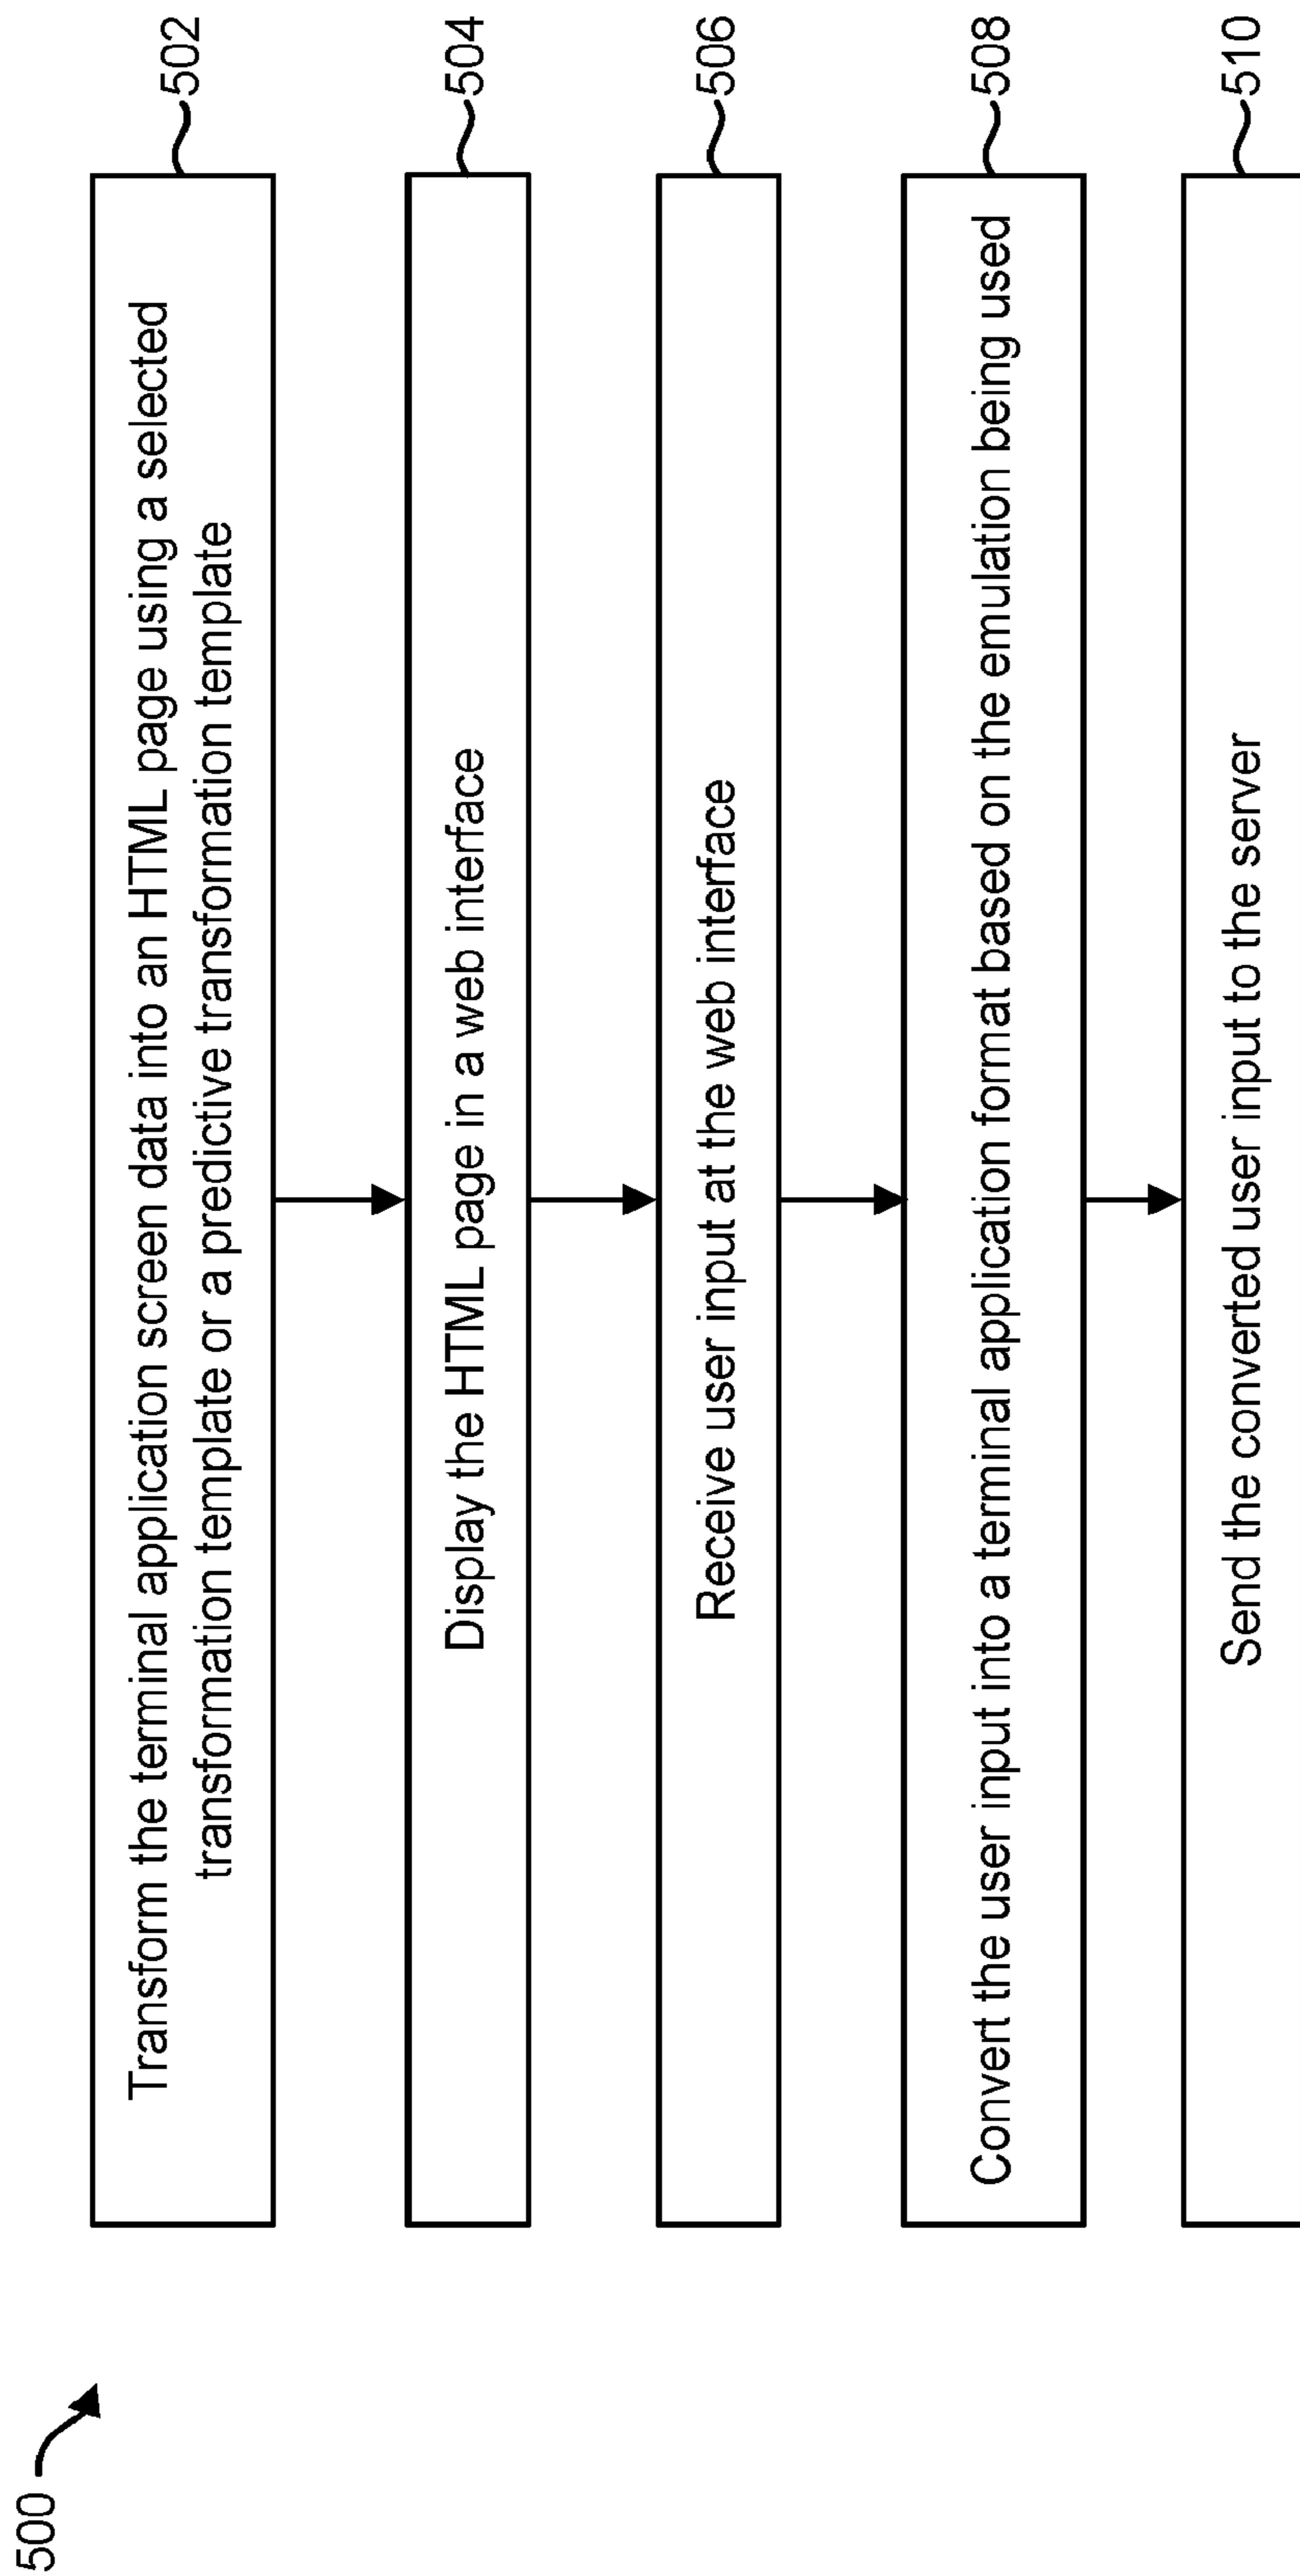 500
Transform the terminal application screen data into an HTML page using a selected
transformation template or a predictive transformation template
502
Display the HTML page in a web interface
504
Receive user input at the web interface
506
Convert the user input into a terminal application format based on the emulation being used
508
Send the converted user input to the server
510